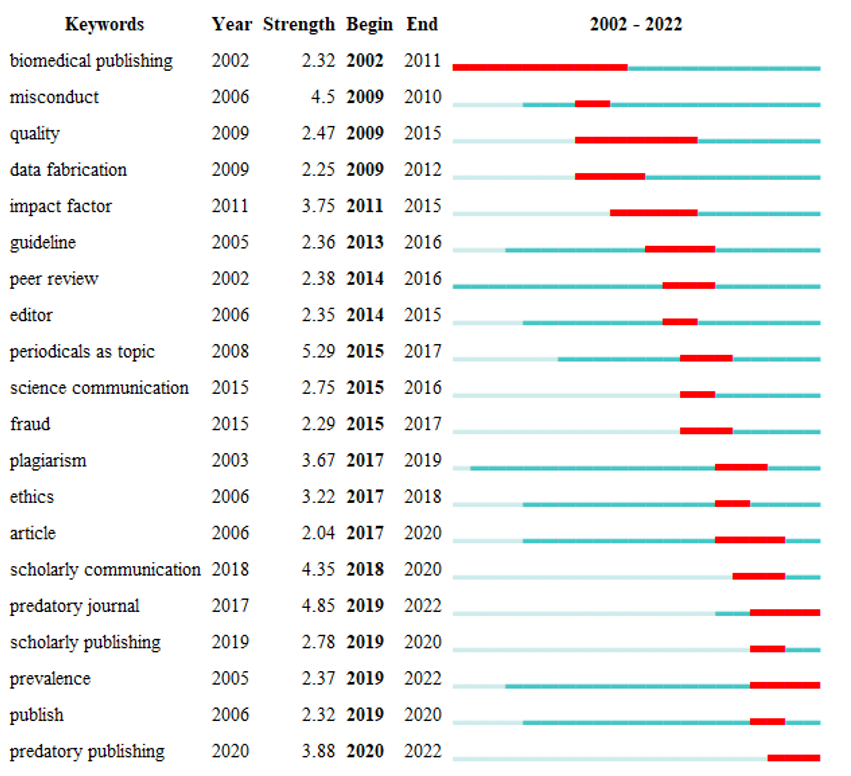 Keywords Year Strength Begin End 2002 - 2022
biomedical publishing 2002 2.32 2002 2011
misconduct 2006 4.5 2009 2010
quality 2009 2.47 2009 2015
data fabrication 2009 2.25 2009 2012
impact factor 2011 3.75 2011 2015
guideline 2005 2.36 2013 2016
peer review 2002 2.38 2014 2016
editor 2006 2.35 2014 2015
periodicals as topic 2008 5.29 2015 2017
science communication 2015 2.75 2015 2016
fraud 2015 2.29 2015 2017
plagiarism 2003 3.67 2017 2019
ethics 2006 3.22 2017 2018
article 2006 2.04 2017 2020
scholarly communication 2018 4.35 2018 2020
predatory journal 2017 4.85 2019 2022
scholarly publishing 2019 2.78 2019 2020
prevalence 2005 2.37 2019 2022
publish 2006 2.32 2019 2020
predatory publishing 2020 3.88 2020 2022